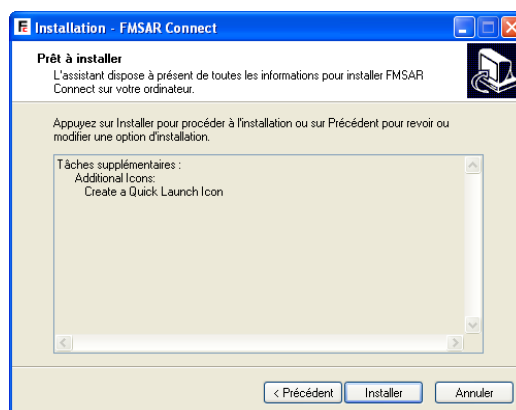 Installation - FMSAR Connect
Prêt à installer
L'assistant dispose à présent de toutes les informations pour installer FMSAR
Connect sur votre ordinateur.
Appuyez sur Installer pour procéder à l'installation ou sur Précédent pour revoir ou
modifier une option d'installation.
Tâches supplémentaires :
Additional Icons:
Create a Quick Launch Icon
< Précédent
Installer
Annuler